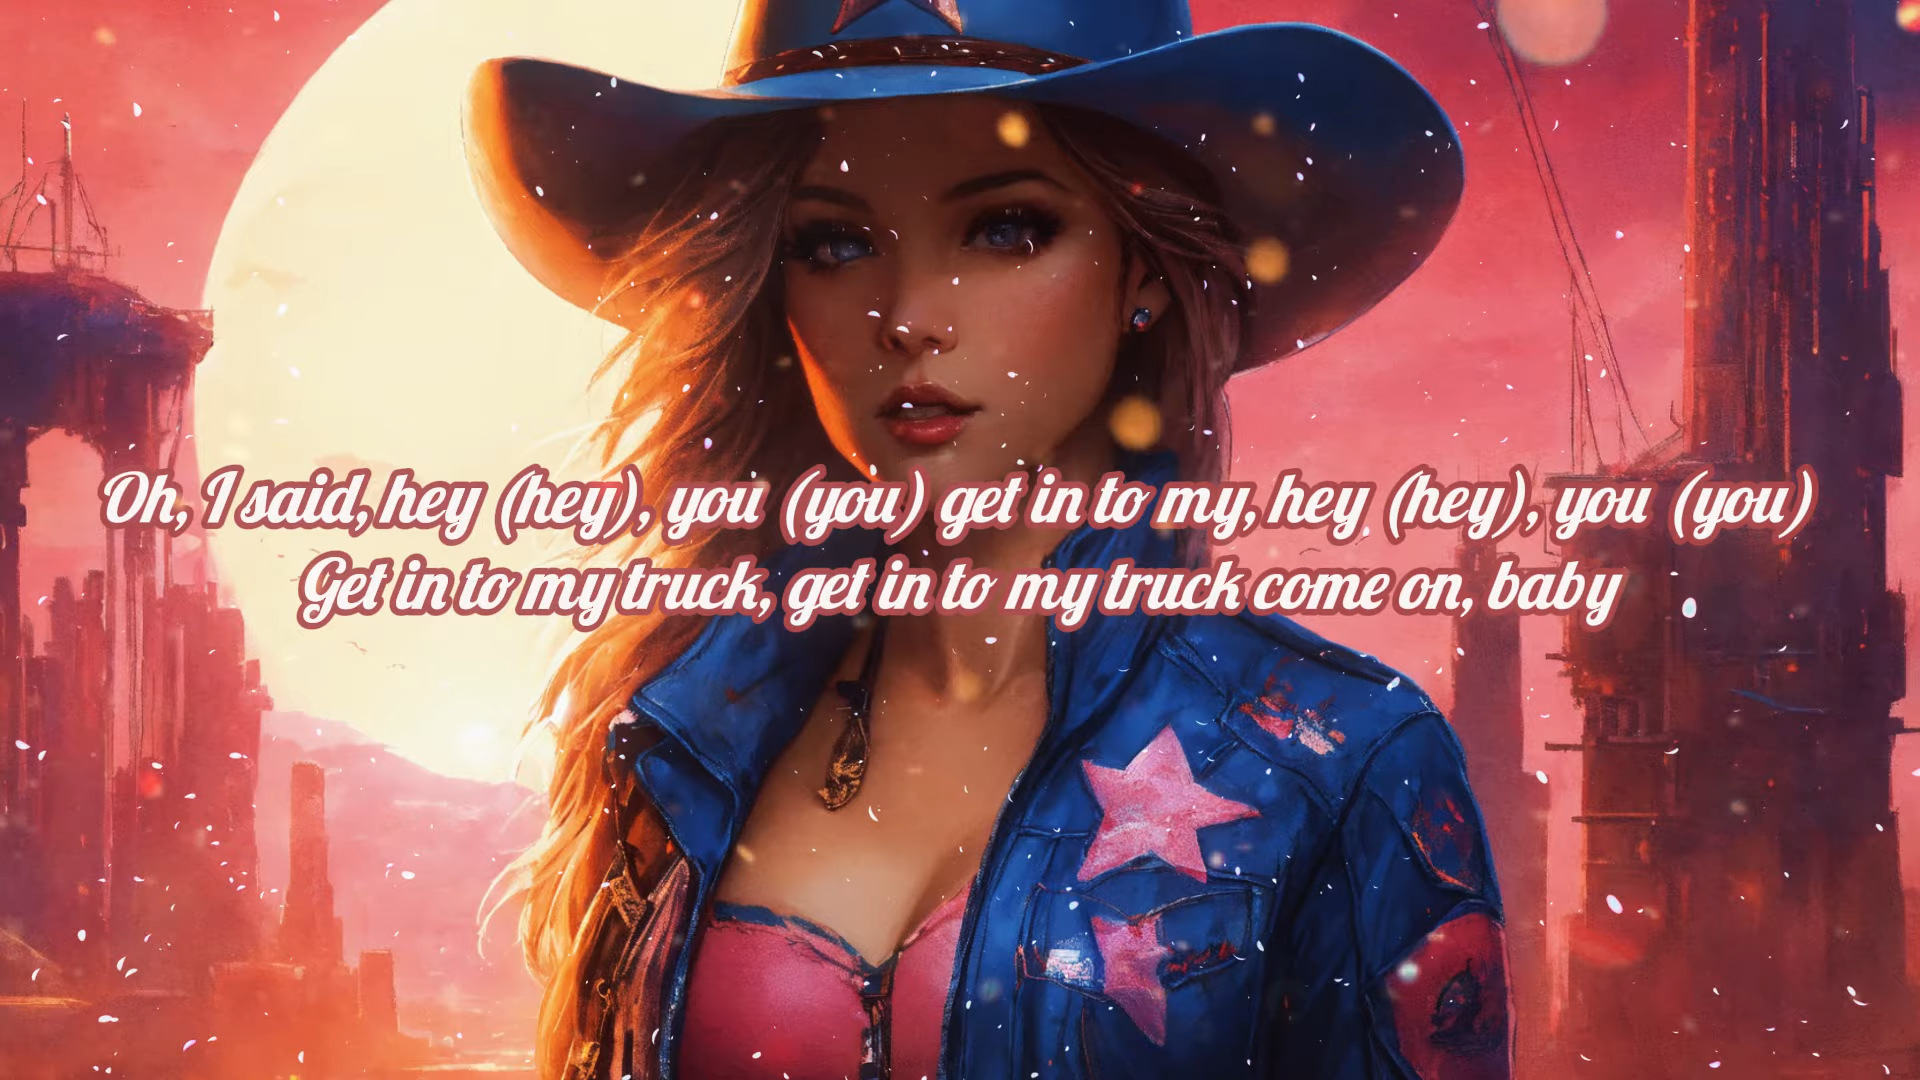 Oh, I said, hey (hey), you (you) get in to my, hey (hey), you (you)
Get in to my truck, get in to my truck come on, baby